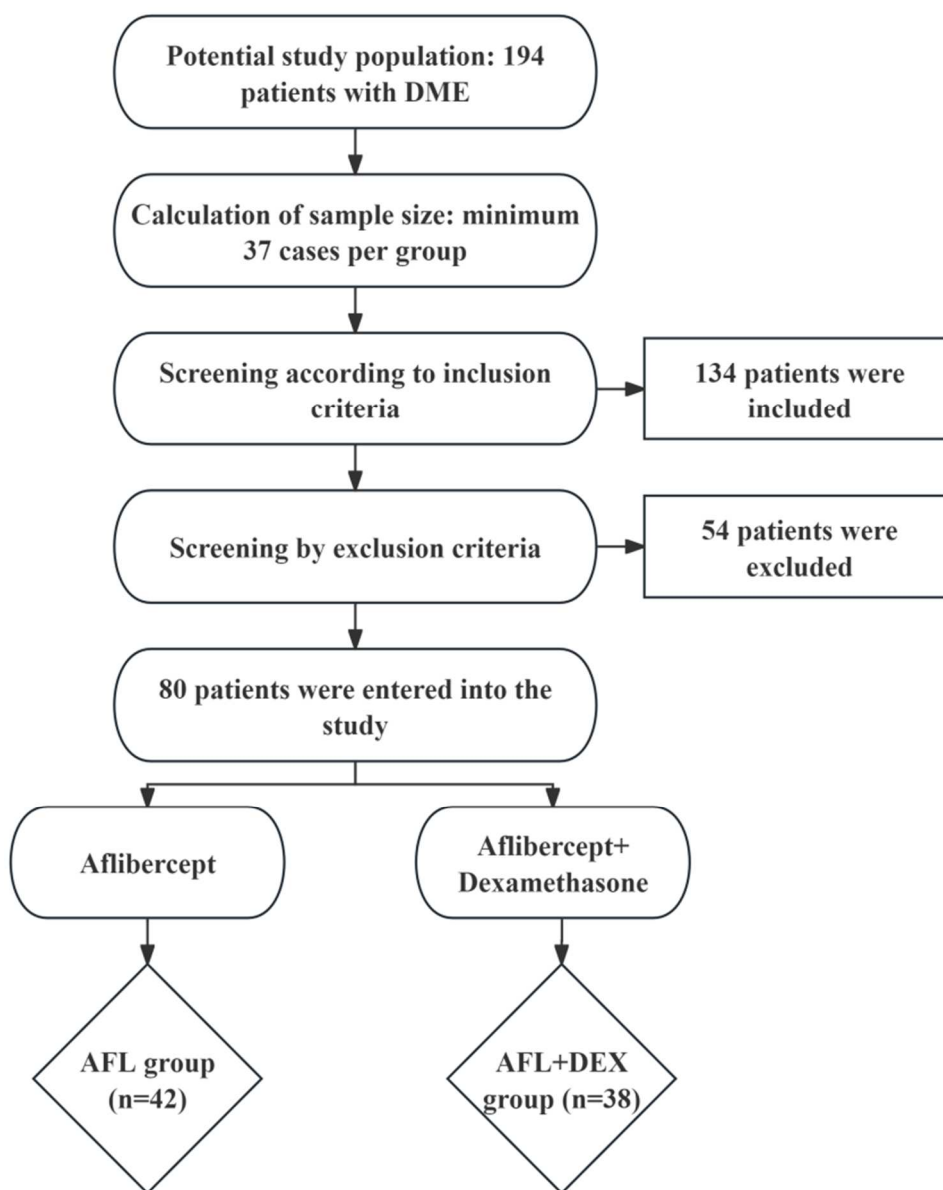 Potential study population: 194
patients with DME
Calculation of sample size: minimum
37 cases per group
Screening according to inclusion
criteria
134 patients were
included
Screening by exclusion criteria
54 patients were
excluded
80 patients were entered into the
study
Aflibercept
Aflibercept+
Dexamethasone
AFL group
(n=42)
AFL+DEX
group (n=38)